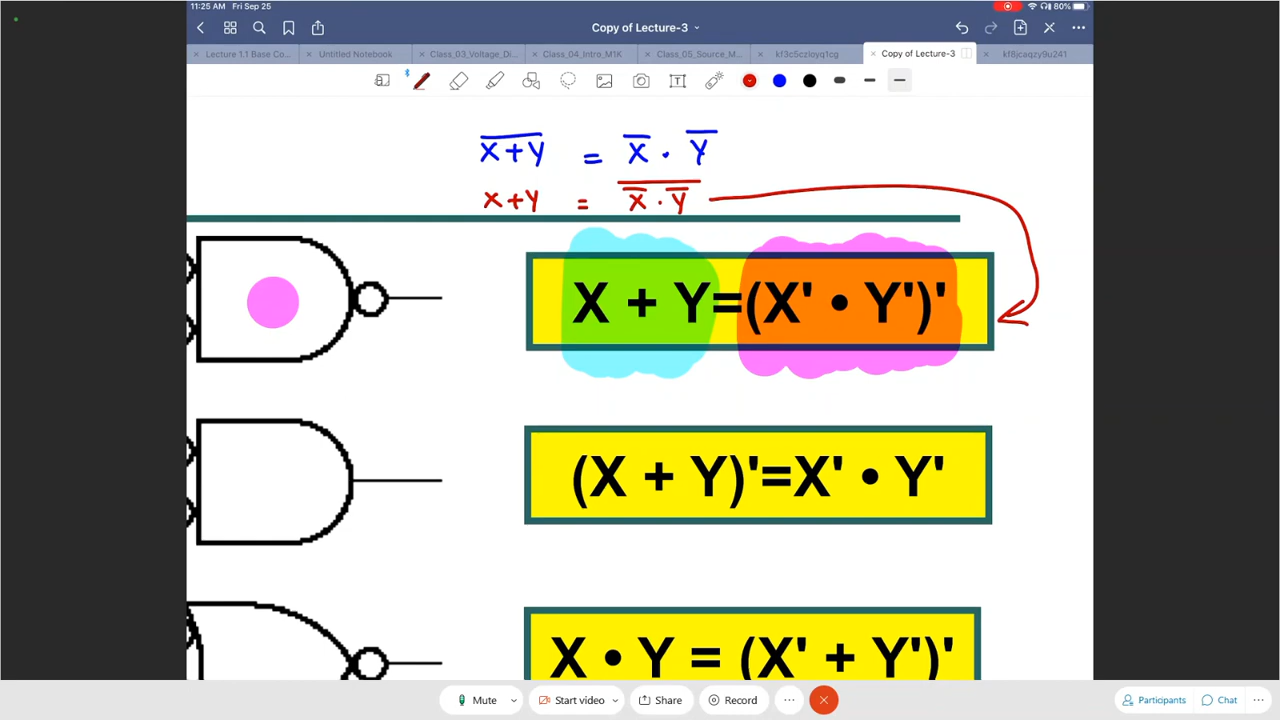 11:25 AM Fri Sep 25 80%
Copy of Lecture-3
Lecture 1.1 Base Co... Untitled Notebook Class_03_Voltage_Di... Class_04_Intro_M1K Class_05_Source_M... kf3c5czloyq1cg Copy of Lecture-3 kf8jcaqzy9u241
X̅+̅Y̅ = X̅ · Y̅
X+Y = \overline{X̅ · Y̅}
X + Y=(X' • Y')'
(X + Y)'=X' • Y'
X • Y = (X' + Y')'
Mute Start video Share Record Participants Chat